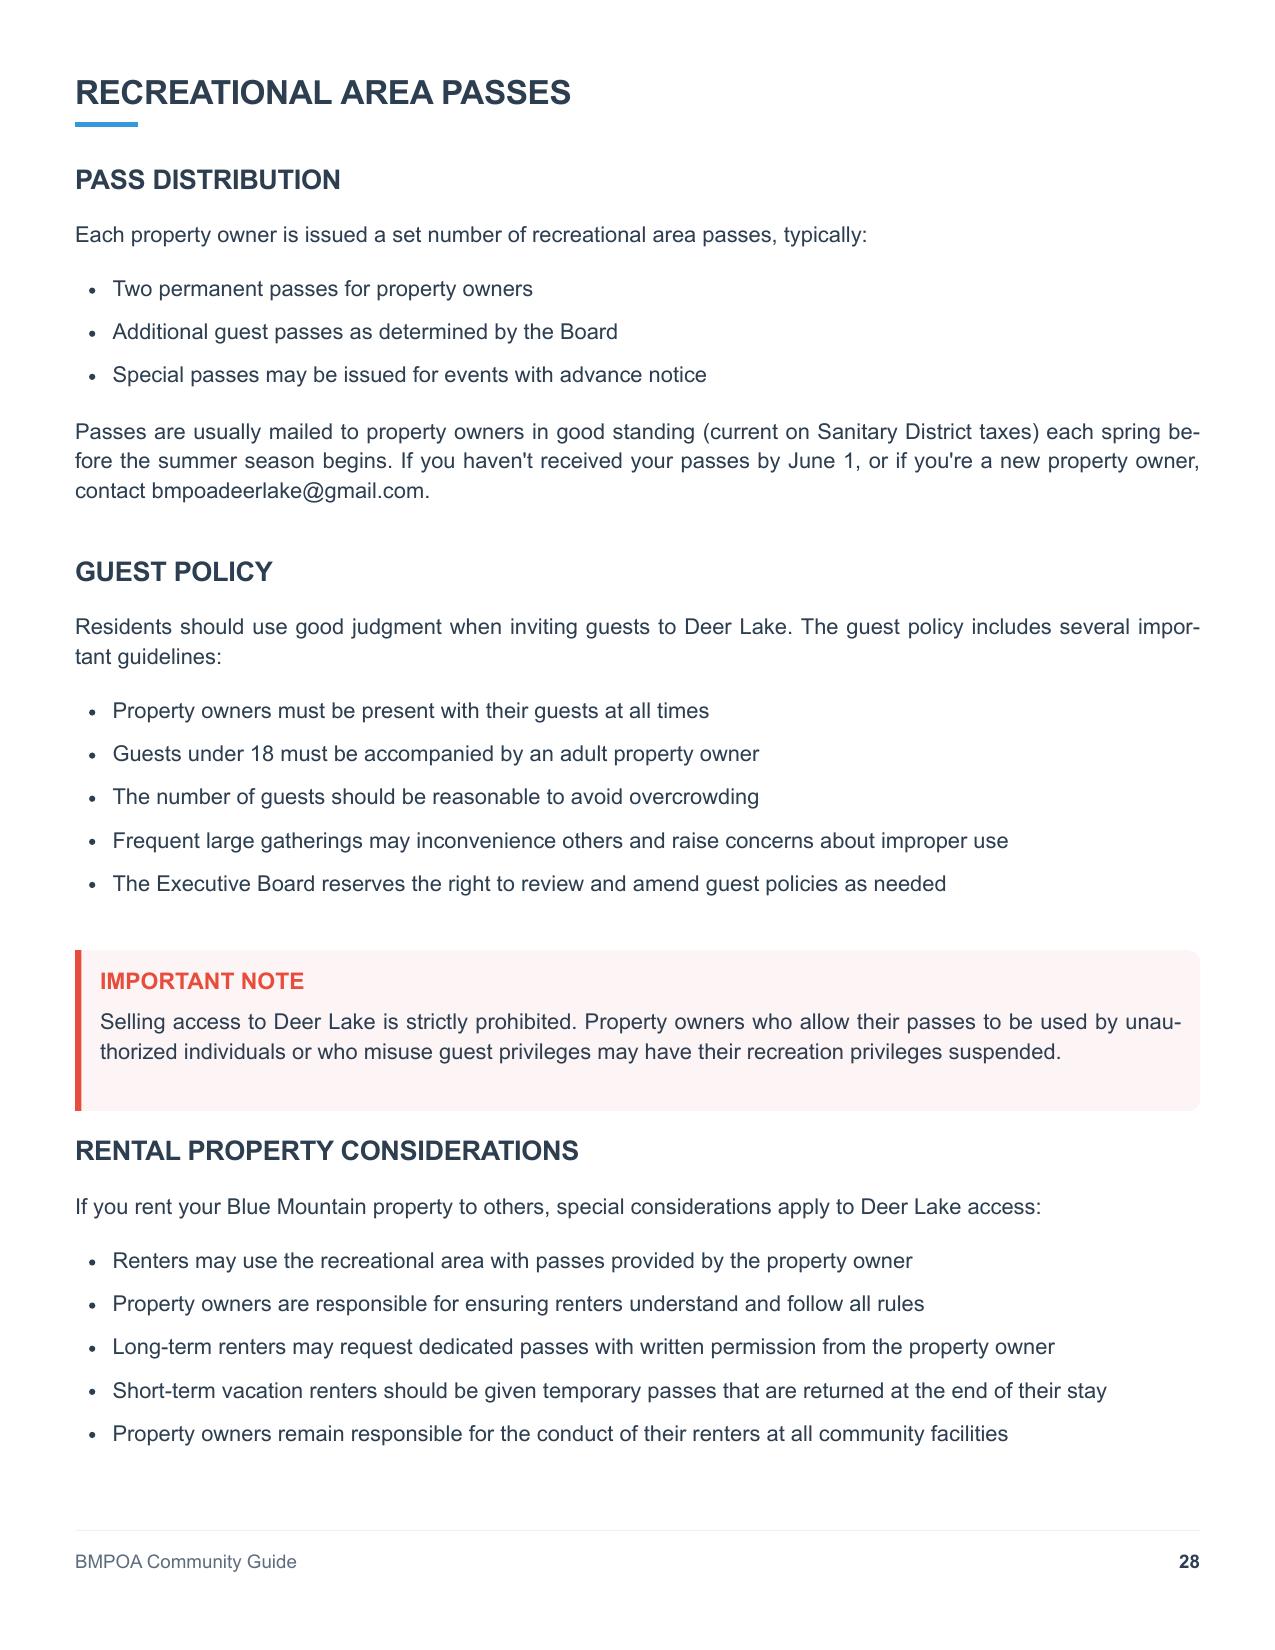 RECREATIONAL AREA PASSES
PASS DISTRIBUTION
Each property owner is issued a set number of recreational area passes, typically:
• Two permanent passes for property owners
• Additional guest passes as determined by the Board
• Special passes may be issued for events with advance notice
Passes are usually mailed to property owners in good standing (current on Sanitary District taxes) each spring be-
fore the summer season begins. If you haven't received your passes by June 1, or if you're a new property owner,
contact bmpoadeerlake@gmail.com.
GUEST POLICY
Residents should use good judgment when inviting guests to Deer Lake. The guest policy includes several impor-
tant guidelines:
• Property owners must be present with their guests at all times
• Guests under 18 must be accompanied by an adult property owner
• The number of guests should be reasonable to avoid overcrowding
• Frequent large gatherings may inconvenience others and raise concerns about improper use
• The Executive Board reserves the right to review and amend guest policies as needed
IMPORTANT NOTE
Selling access to Deer Lake is strictly prohibited. Property owners who allow their passes to be used by unau-
thorized individuals or who misuse guest privileges may have their recreation privileges suspended.
RENTAL PROPERTY CONSIDERATIONS
If you rent your Blue Mountain property to others, special considerations apply to Deer Lake access:
• Renters may use the recreational area with passes provided by the property owner
• Property owners are responsible for ensuring renters understand and follow all rules
• Long-term renters may request dedicated passes with written permission from the property owner
• Short-term vacation renters should be given temporary passes that are returned at the end of their stay
• Property owners remain responsible for the conduct of their renters at all community facilities
BMPOA Community Guide 28